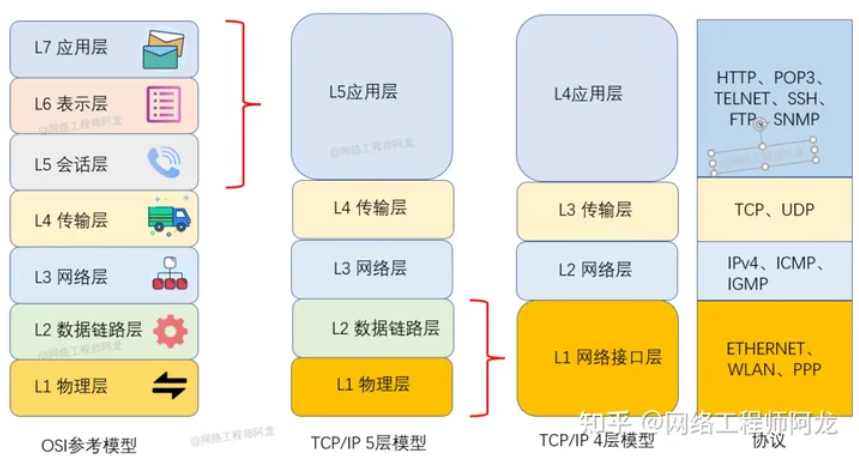 L7 应用层
L6 表示层
@网络工程师阿龙
L5 会话层
L4 传输层
L3 网络层
L2 数据链路层
@网络工程师阿龙
L1 物理层
OSI参考模型
@网络工程师阿龙
L5应用层
@网络工程师阿龙
L4 传输层
L3 网络层
L2 数据链路层
L1 物理层
TCP/IP 5层模型
L4应用层
L3 传输层
L2 网络层
L1 网络接口层
TCP/IP 4层模型
HTTP、POP3、
TELNET、SSH、
FTP、SNMP
@网络工程师阿龙
TCP、UDP
IPv4、ICMP、
IGMP
ETHERNET、
WLAN、PPP
协议
知乎 @网络工程师阿龙